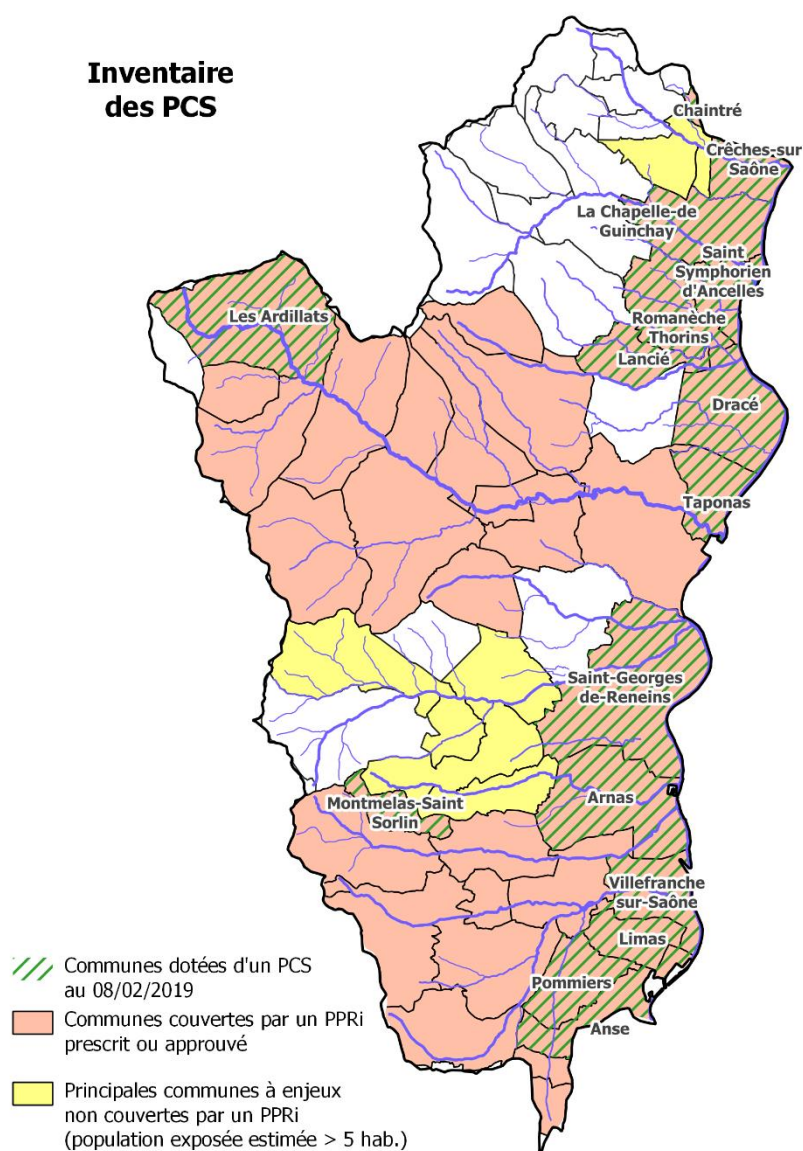 Inventaire
des PCS
Chaintré
Crêches-sur
Saône
La Chapelle-de
Guinchay
Saint
Symphorien
d'Ancelles
Les Ardillats
Romanèche
Thorins
Lancié
Dracé
Taponas
Saint-Georges
de-Reneins
Montmelas-Saint
Sorlin
Arnas
Villefranche
sur-Saône
Limas
Pommiers
Anse
Communes dotées d'un PCS
au 08/02/2019
Communes couvertes par un PPRi
prescrit ou approuvé
Principales communes à enjeux
non couvertes par un PPRi
(population exposée estimée > 5 hab.)